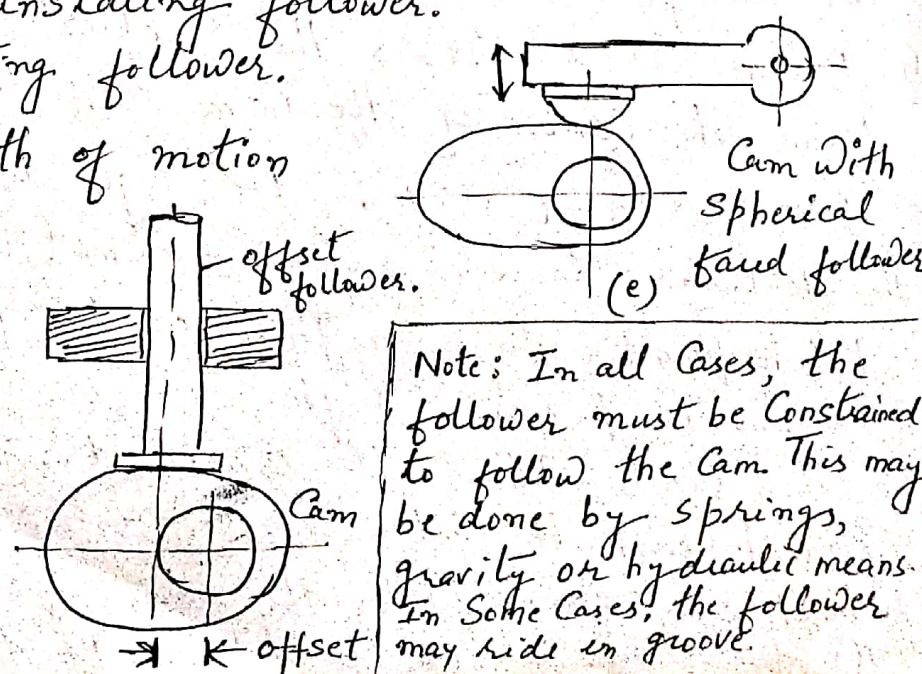 follower.
follower.
of motion
offset
follower.
Cam With
Spherical
faced follower
(e)
Cam
offset
Note: In all Cases, the
follower must be Constrained
to follow the Cam. This may
be done by springs,
gravity or hydraulic means.
In Some Cases, the follower
may ride in groove.